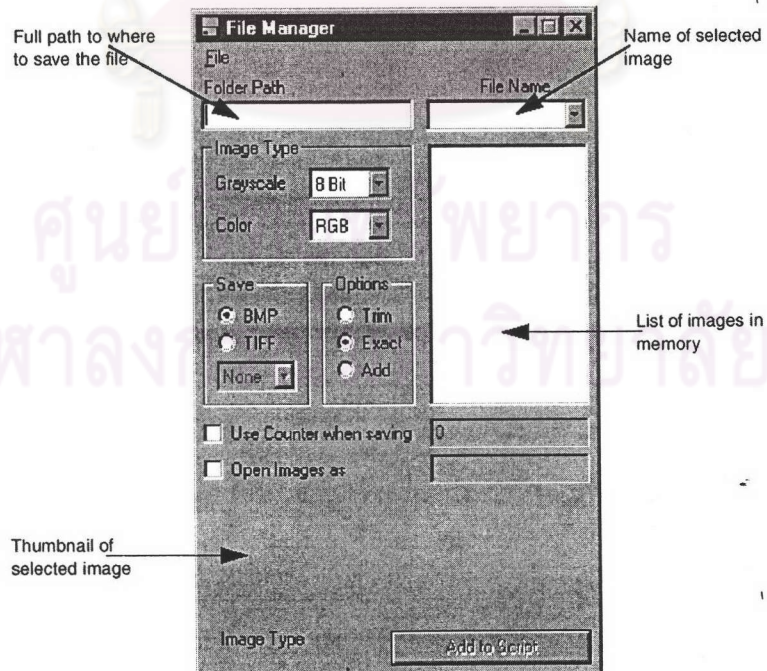 Full path to where
to save the file
File Manager
Name of selected
image
File
Folder Path
File Name
Image Type
Grayscale
8 Bit
Color
RGB
Save
BMP
TIFF
None
Options
Trim
Exact
Add
List of images in
memory
Use Counter when saving
0
Open Images as
Thumbnail of
selected image
Image Type
Add to Script